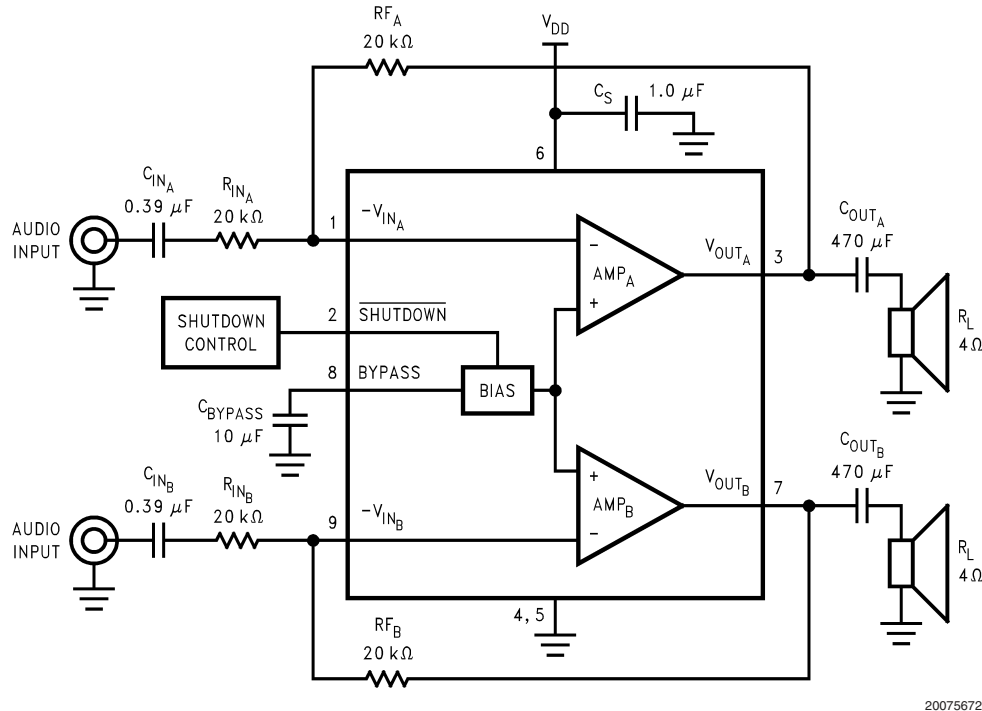 RF_A
20 kΩ
V_DD
C_S 1.0 µF
6
C_IN_A
0.39 µF
R_IN_A
20 kΩ
AUDIO
INPUT
1
-V_IN_A
-
AMP_A
+
V_OUT_A
3
C_OUT_A
470 µF
R_L
4Ω
SHUTDOWN
CONTROL
2
SHUTDOWN
8
BYPASS
BIAS
C_BYPASS
10 µF
C_IN_B
0.39 µF
R_IN_B
20 kΩ
AUDIO
INPUT
9
-V_IN_B
+
AMP_B
-
V_OUT_B
7
C_OUT_B
470 µF
R_L
4Ω
4, 5
RF_B
20 kΩ
20075672